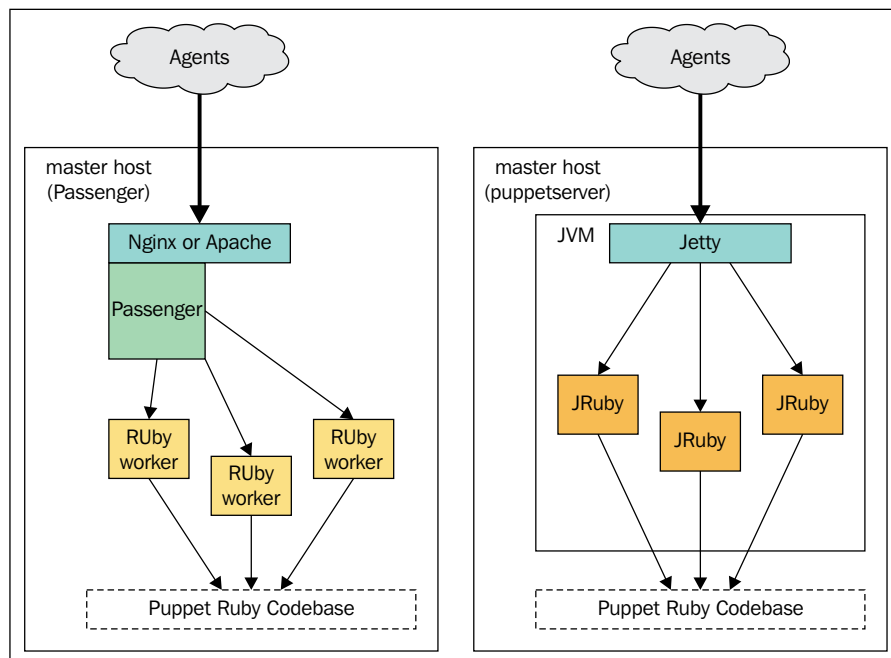 Agents
master host
(Passenger)
Nginx or Apache
Passenger
RUby
worker
RUby
worker
RUby
worker
Puppet Ruby Codebase
Agents
master host
(puppetserver)
JVM
Jetty
JRuby
JRuby
JRuby
Puppet Ruby Codebase